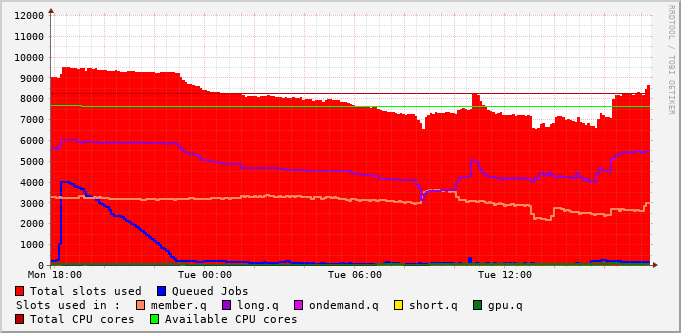 12000
11000
10000
9000
8000
7000
6000
5000
4000
3000
2000
1000
0
Mon 18:00 Tue 00:00 Tue 06:00 Tue 12:00
RRDTOOL / TOBI OETIKER
Total slots used Queued Jobs
Slots used in : member.q long.q ondemand.q short.q gpu.q
Total CPU cores Available CPU cores